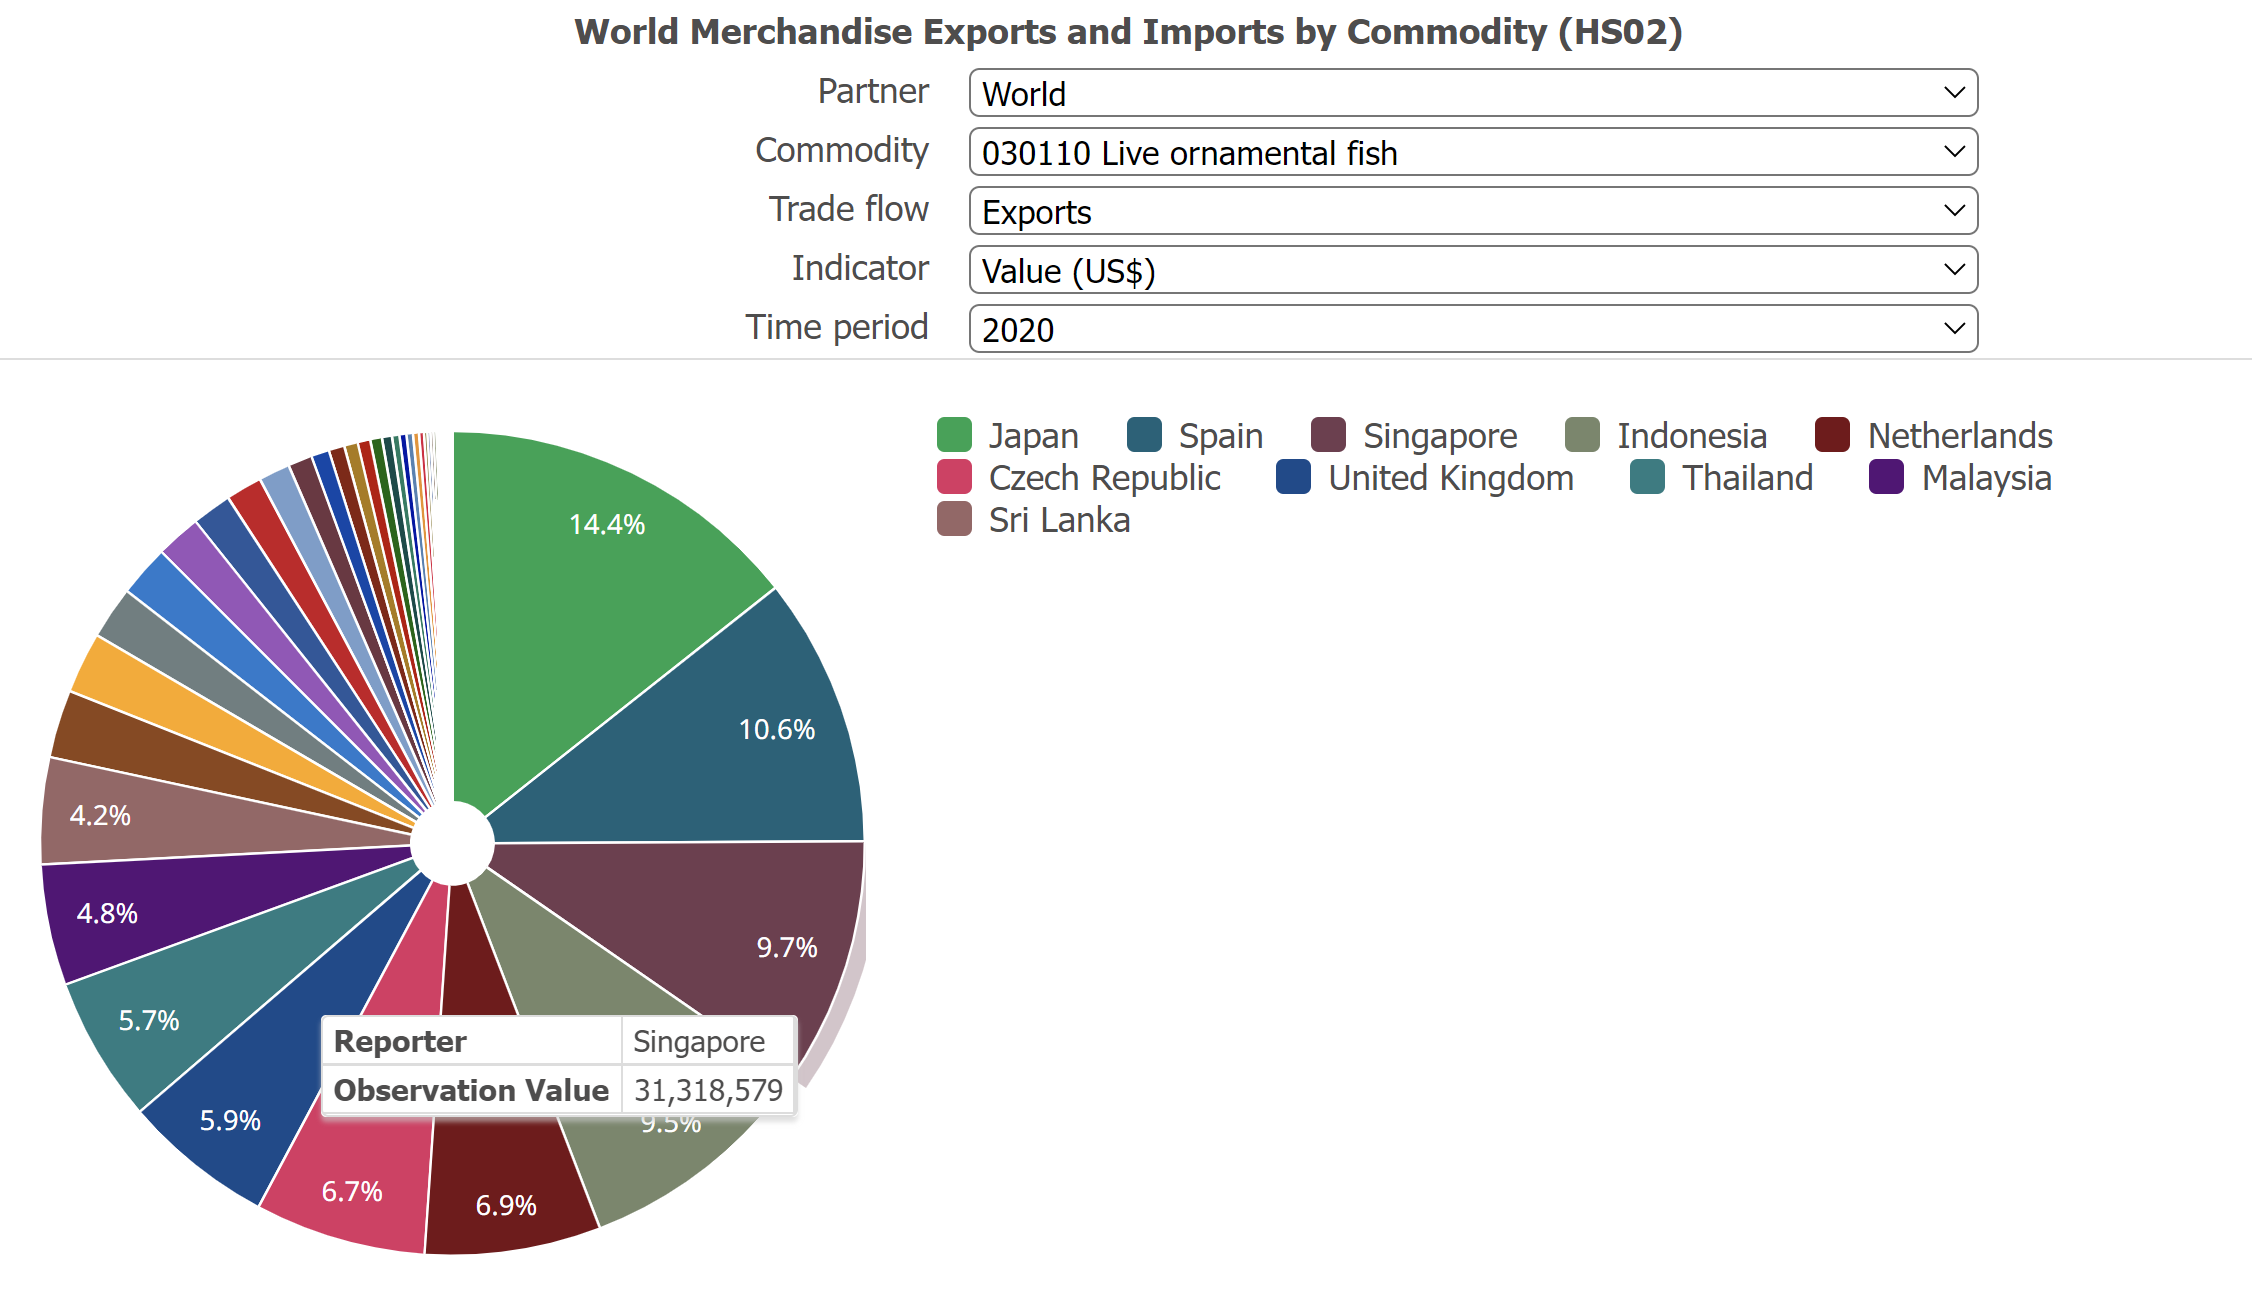 World Merchandise Exports and Imports by Commodity (HS02)
Partner World
Commodity 030110 Live ornamental fish
Trade flow Exports
Indicator Value (US$)
Time period 2020
Japan Spain Singapore Indonesia Netherlands
Czech Republic United Kingdom Thailand Malaysia
Sri Lanka
14.4%
10.6%
9.7%
9.5%
6.9%
6.7%
5.9%
5.7%
4.8%
4.2%
Reporter Singapore
Observation Value 31,318,579